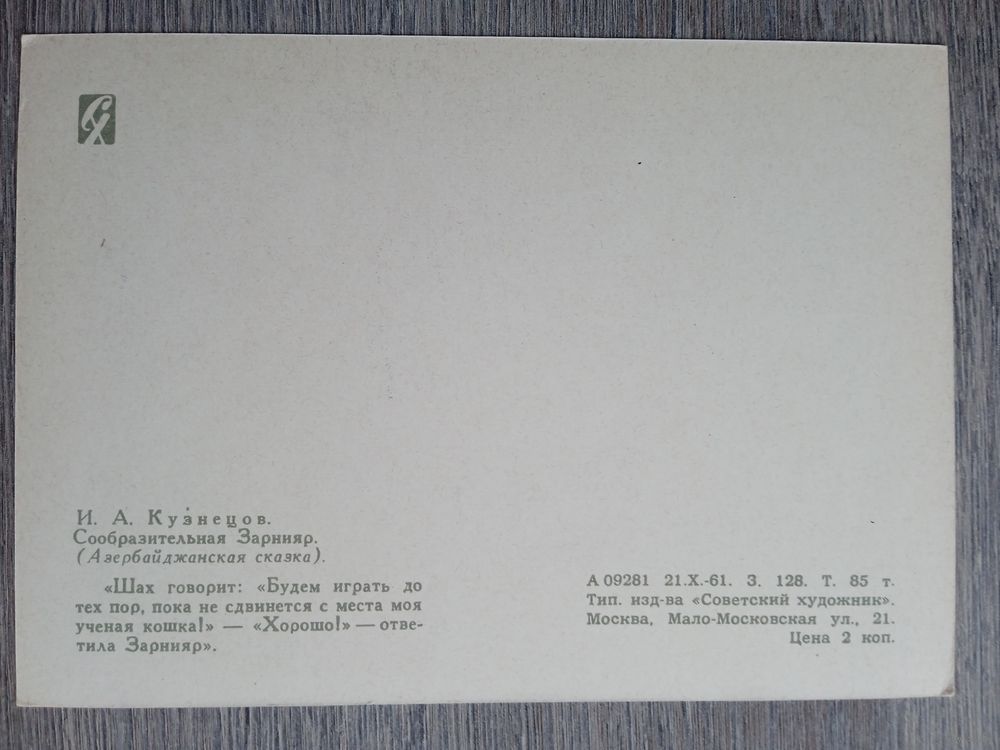 СХ
И. А. Кузнецов.
Сообразительная Зарнияр.
(Азербайджанская сказка).
«Шах говорит: «Будем играть до
тех пор, пока не сдвинется с места моя
ученая кошка!» — «Хорошо!» — отве-
тила Зарнияр».
А 09281 21.X.-61. З. 128. Т. 85 т.
Тип. изд-ва «Советский художник».
Москва, Мало-Московская ул., 21.
Цена 2 коп.